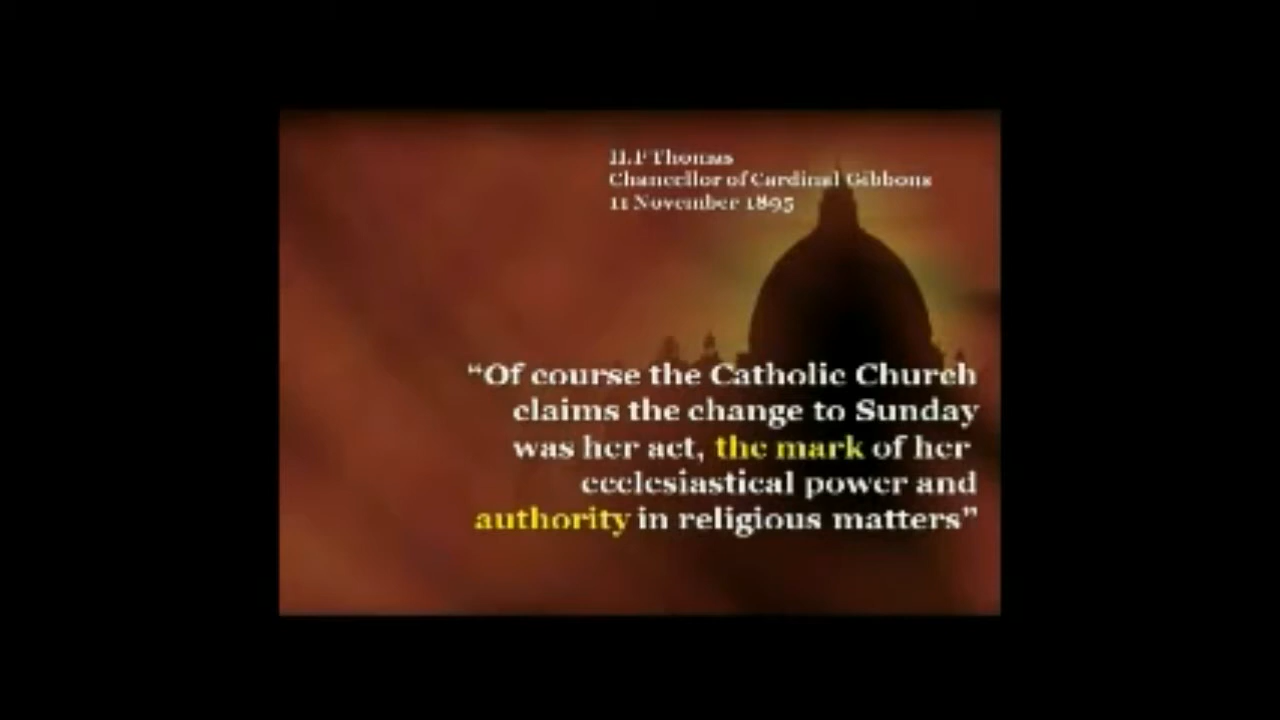 H.F Thomas
Chancellor of Cardinal Gibbons
11 November 1895
“Of course the Catholic Church
claims the change to Sunday
was her act, the mark of her
ecclesiastical power and
authority in religious matters”